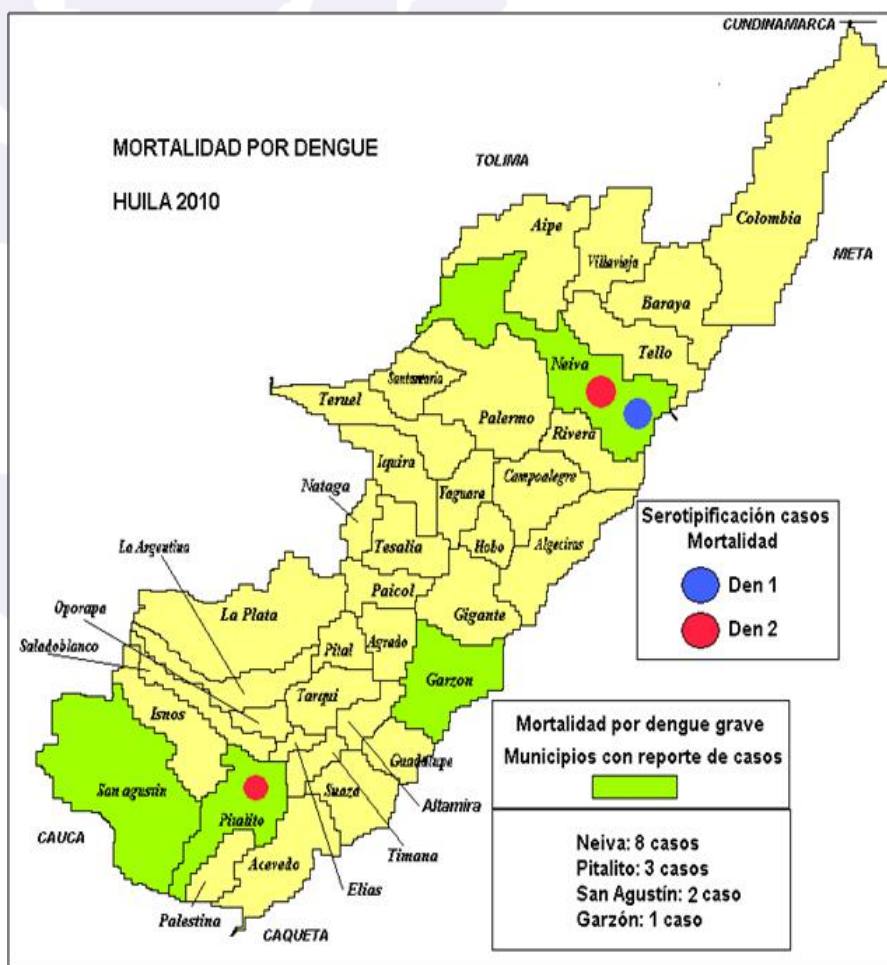 CUNDINAMARCA
MORTALIDAD POR DENGUE
HUILA 2010
TOLIMA
META
Colombia
Aipe
Villavieja
Baraya
Tello
Neiva
Santamaria
Teruel
Palermo
Rivera
Iquira
Campoalegre
Nataga
Yaguara
Tesalia
Hobo
Algeciras
La Argentina
Paicol
Oporapa
La Plata
Gigante
Saladoblanco
Pital
Agrado
Isnos
Tarqui
Garzon
San agustin
Guadalupe
Pitalito
Suaza
Altamira
CAUCA
Acevedo
Timana
Elias
Palestina
CAQUETA
Serotipificación casos
Mortalidad
Den 1
Den 2
Mortalidad por dengue grave
Municipios con reporte de casos
Neiva: 8 casos
Pitalito: 3 casos
San Agustín: 2 caso
Garzón: 1 caso